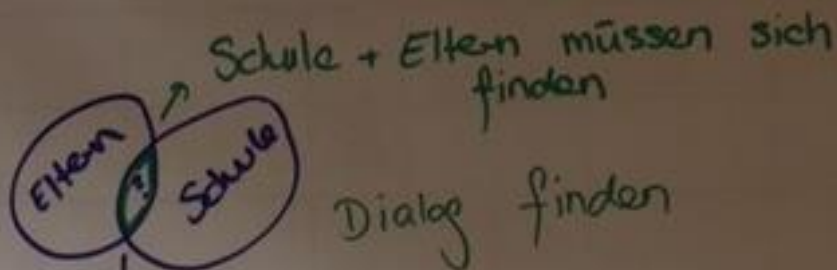 Schule + Eltern müssen sich
finden
Eltern
?
Schule
Dialog finden